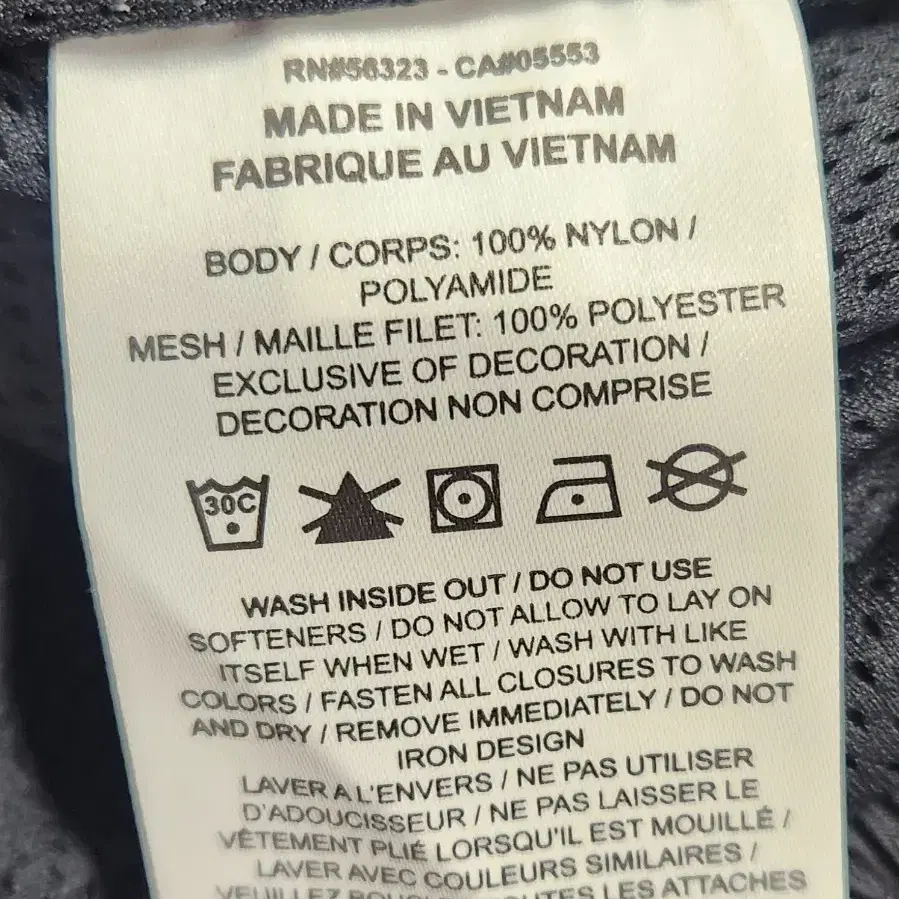 RN#56323 - CA#05553
MADE IN VIETNAM
FABRIQUE AU VIETNAM
BODY / CORPS: 100% NYLON /
POLYAMIDE
MESH / MAILLE FILET: 100% POLYESTER
EXCLUSIVE OF DECORATION /
DECORATION NON COMPRISE
30C
WASH INSIDE OUT / DO NOT USE
SOFTENERS / DO NOT ALLOW TO LAY ON
ITSELF WHEN WET / WASH WITH LIKE
COLORS / FASTEN ALL CLOSURES TO WASH
AND DRY / REMOVE IMMEDIATELY / DO NOT
IRON DESIGN
LAVER A L'ENVERS / NE PAS UTILISER
D'ADOUCISSEUR / NE PAS LAISSER LE
VÊTEMENT PLIÉ LORSQU'IL EST MOUILLÉ /
LAVER AVEC COULEURS SIMILAIRES /
VEUILLEZ LES ATTACHES